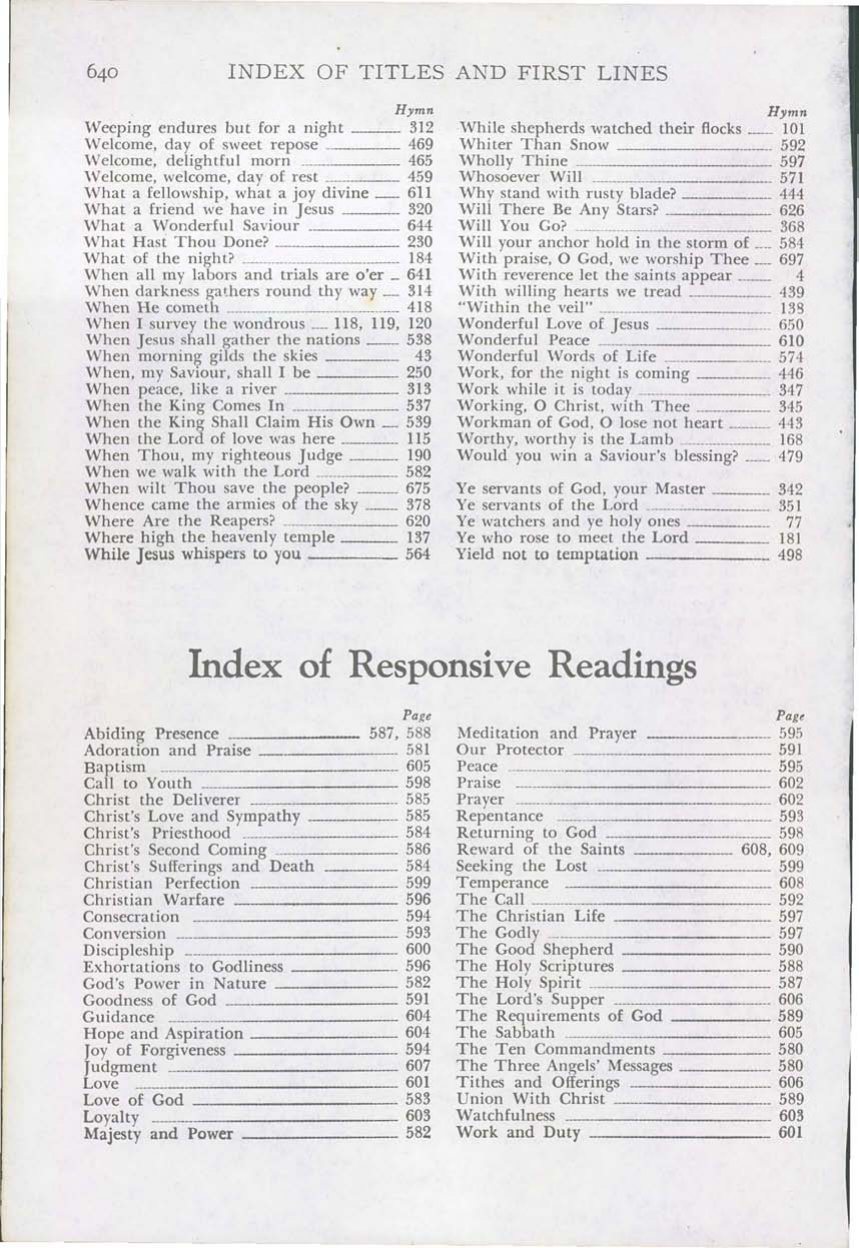 640 INDEX OF TITLES AND FIRST LINES
Hymn
Weeping endures but for a night 312
Welcome, day of sweet repose 469
Welcome, delightful morn 465
Welcome, welcome, day of rest 459
What a fellowship, what a joy divine 611
What a friend we have in Jesus 320
What a Wonderful Saviour 644
What Hast Thou Done? 230
What of the night? 184
When all my labors and trials are o'er 641
When darkness gathers round thy way 314
When He cometh 418
When I survey the wondrous 118, 119, 120
When Jesus shall gather the nations 538
When morning gilds the skies 43
When, my Saviour, shall I be 250
When peace, like a river 313
When the King Comes In 537
When the King Shall Claim His Own 539
When the Lord of love was here 115
When Thou, my righteous Judge 190
When we walk with the Lord 582
When wilt Thou save the people? 675
Whence came the armies of the sky 378
Where Are the Reapers? 620
Where high the heavenly temple 137
While Jesus whispers to you 564
Hymn
While shepherds watched their flocks 101
Whiter Than Snow 592
Wholly Thine 597
Whosoever Will 571
Why stand with rusty blade? 444
Will There Be Any Stars? 626
Will You Go? 368
Will your anchor hold in the storm of 584
With praise, O God, we worship Thee 697
With reverence let the saints appear 4
With willing hearts we tread 439
"Within the veil" 138
Wonderful Love of Jesus 650
Wonderful Peace 610
Wonderful Words of Life 574
Work, for the night is coming 446
Work while it is today 347
Working, O Christ, with Thee 345
Workman of God, O lose not heart 443
Worthy, worthy is the Lamb 168
Would you win a Saviour's blessing? 479
Ye servants of God, your Master 342
Ye servants of the Lord 351
Ye watchers and ye holy ones 77
Ye who rose to meet the Lord 181
Yield not to temptation 498
Index of Responsive Readings
Page
Abiding Presence 587, 588
Adoration and Praise 581
Baptism 605
Call to Youth 598
Christ the Deliverer 585
Christ's Love and Sympathy 585
Christ's Priesthood 584
Christ's Second Coming 586
Christ's Sufferings and Death 584
Christian Perfection 599
Christian Warfare 596
Consecration 594
Conversion 593
Discipleship 600
Exhortations to Godliness 596
God's Power in Nature 582
Goodness of God 591
Guidance 604
Hope and Aspiration 604
Joy of Forgiveness 594
Judgment 607
Love 601
Love of God 583
Loyalty 603
Majesty and Power 582
Page
Meditation and Prayer 595
Our Protector 591
Peace 595
Praise 602
Prayer 602
Repentance 593
Returning to God 598
Reward of the Saints 608, 609
Seeking the Lost 599
Temperance 608
The Call 592
The Christian Life 597
The Godly 597
The Good Shepherd 590
The Holy Scriptures 588
The Holy Spirit 587
The Lord's Supper 606
The Requirements of God 589
The Sabbath 605
The Ten Commandments 580
The Three Angels' Messages 580
Tithes and Offerings 606
Union With Christ 589
Watchfulness 603
Work and Duty 601